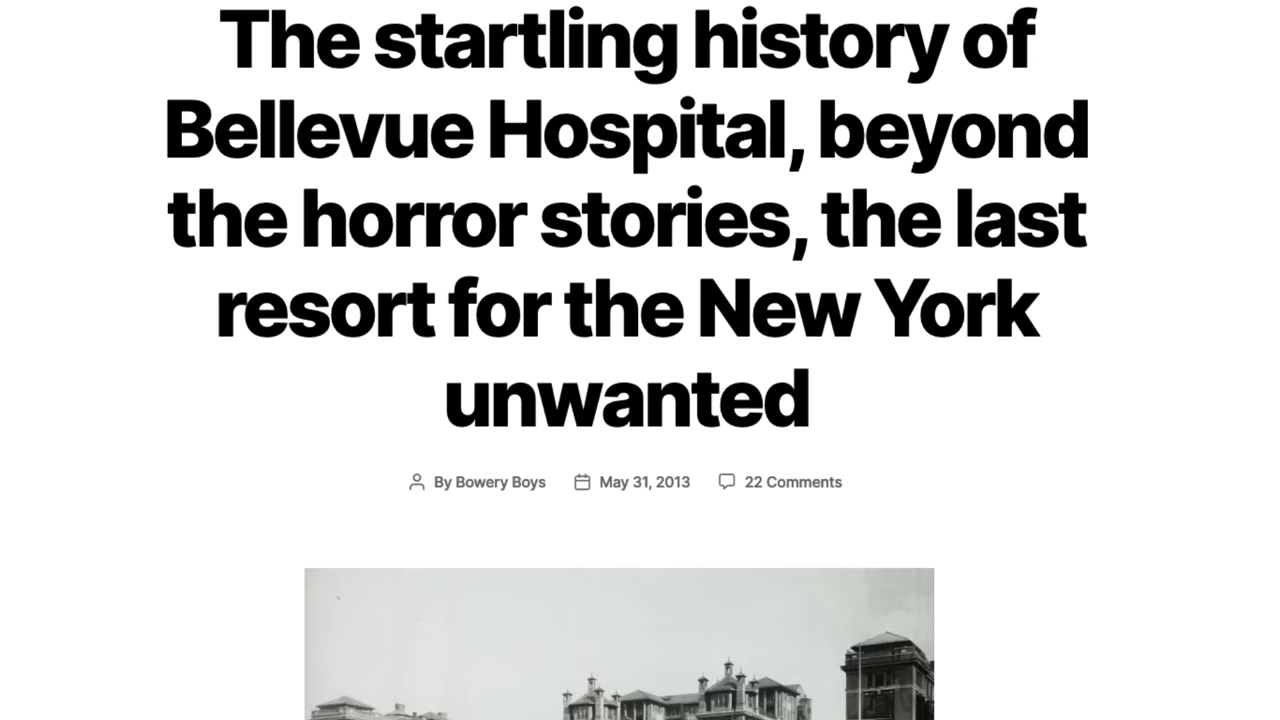 The startling history of
Bellevue Hospital, beyond
the horror stories, the last
resort for the New York
unwanted
By Bowery Boys May 31, 2013 22 Comments